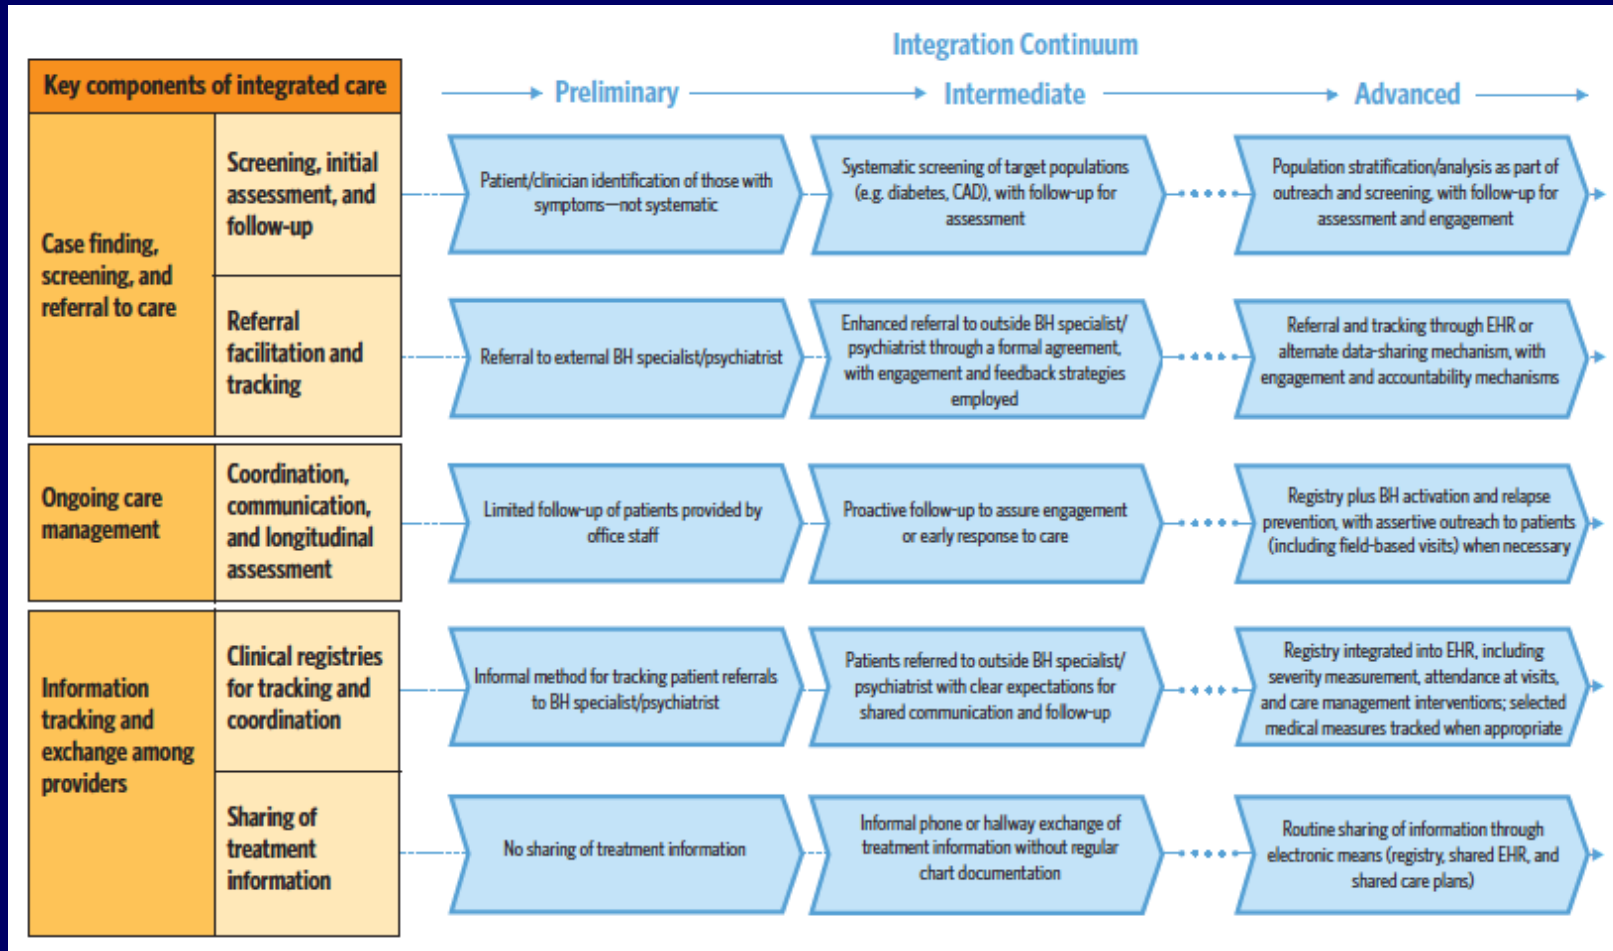 Integration Continuum
Key components of integrated care
Preliminary
Intermediate
Advanced
Case finding,
screening, and
referral to care
Screening, initial
assessment, and
follow-up
Patient/clinician identification of those with
symptoms—not systematic
Systematic screening of target populations
(e.g. diabetes, CAD), with follow-up for
assessment
Population stratification/analysis as part of
outreach and screening, with follow-up for
assessment and engagement
Referral
facilitation and
tracking
Referral to external BH specialist/psychiatrist
Enhanced referral to outside BH specialist/
psychiatrist through a formal agreement,
with engagement and feedback strategies
employed
Referral and tracking through EHR or
alternate data-sharing mechanism, with
engagement and accountability mechanisms
Ongoing care
management
Coordination,
communication,
and longitudinal
assessment
Limited follow-up of patients provided by
office staff
Proactive follow-up to assure engagement
or early response to care
Registry plus BH activation and relapse
prevention, with assertive outreach to patients
(including field-based visits) when necessary
Information
tracking and
exchange among
providers
Clinical registries
for tracking and
coordination
Informal method for tracking patient referrals
to BH specialist/psychiatrist
Patients referred to outside BH specialist/
psychiatrist with clear expectations for
shared communication and follow-up
Registry integrated into EHR, including
severity measurement, attendance at visits,
and care management interventions; selected
medical measures tracked when appropriate
Sharing of
treatment
information
No sharing of treatment information
Informal phone or hallway exchange of
treatment information without regular
chart documentation
Routine sharing of information through
electronic means (registry, shared EHR, and
shared care plans)